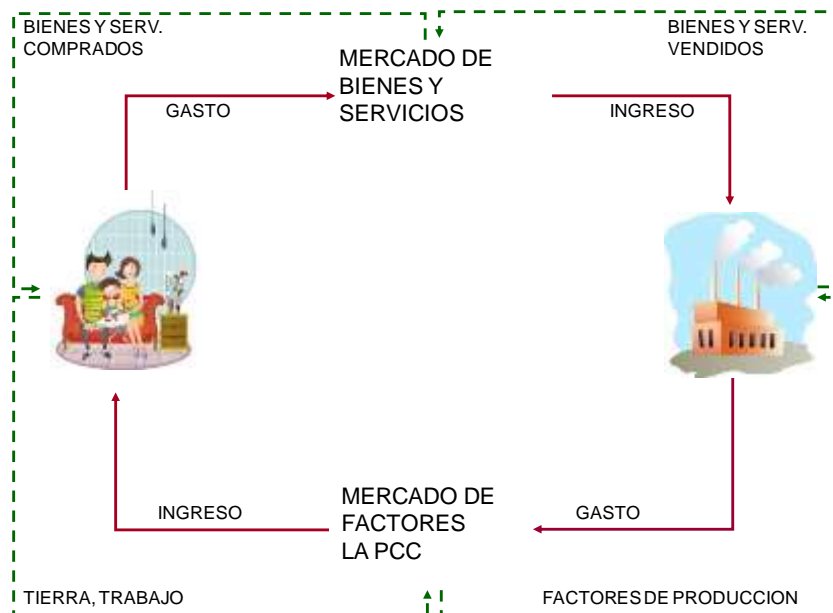 BIENES Y SERV.
COMPRADOS
BIENES Y SERV.
VENDIDOS
MERCADO DE
BIENES Y
SERVICIOS
GASTO
INGRESO
INGRESO
MERCADO DE
FACTORES
LA PCC
GASTO
TIERRA, TRABAJO
FACTORES DE PRODUCCION